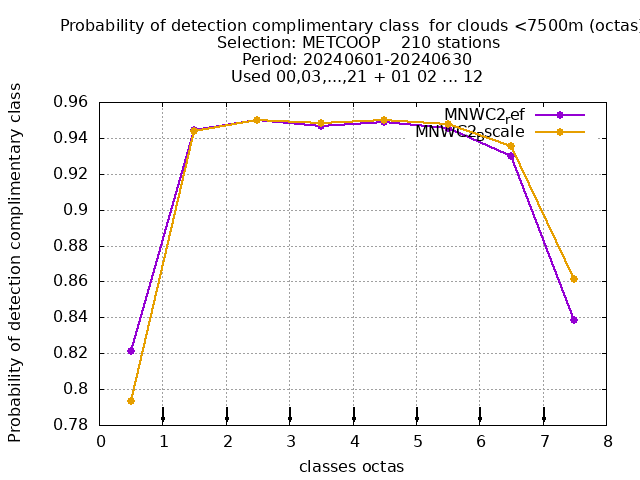 Probability of detection complimentary class for clouds <7500m (octas)
Selection: METCOOP 210 stations
Period: 20240601-20240630
Used 00,03,...,21 + 01 02 ... 12
Probability of detection complimentary class
0.96
0.94
0.92
0.9
0.88
0.86
0.84
0.82
0.8
0.78
MNWC2ref
MNWC2pscale
0 1 2 3 4 5 6 7 8
classes octas